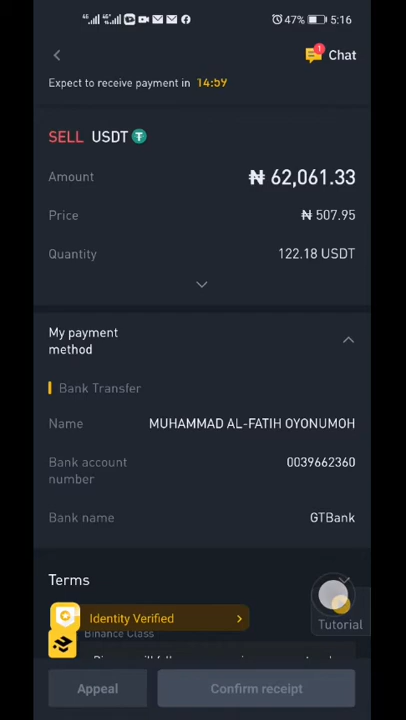 47% 5:16
Chat
Expect to receive payment in 14:59
SELL USDT
Amount ₦ 62,061.33
Price ₦ 507.95
Quantity 122.18 USDT
My payment
method
Bank Transfer
Name MUHAMMAD AL-FATIH OYONUMOH
Bank account
number 0039662360
Bank name GTBank
Terms
Identity Verified
Binance Class
Tutorial
Appeal Confirm receipt